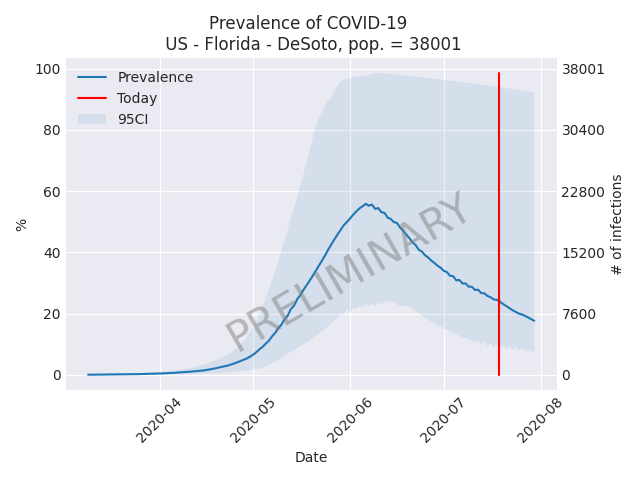 Prevalence of COVID-19
US - Florida - DeSoto, pop. = 38001
Prevalence
Today
95CI
100
80
60
40
20
0
%
38001
30400
22800
15200
7600
0
# of infections
PRELIMINARY
2020-04
2020-05
2020-06
2020-07
2020-08
Date